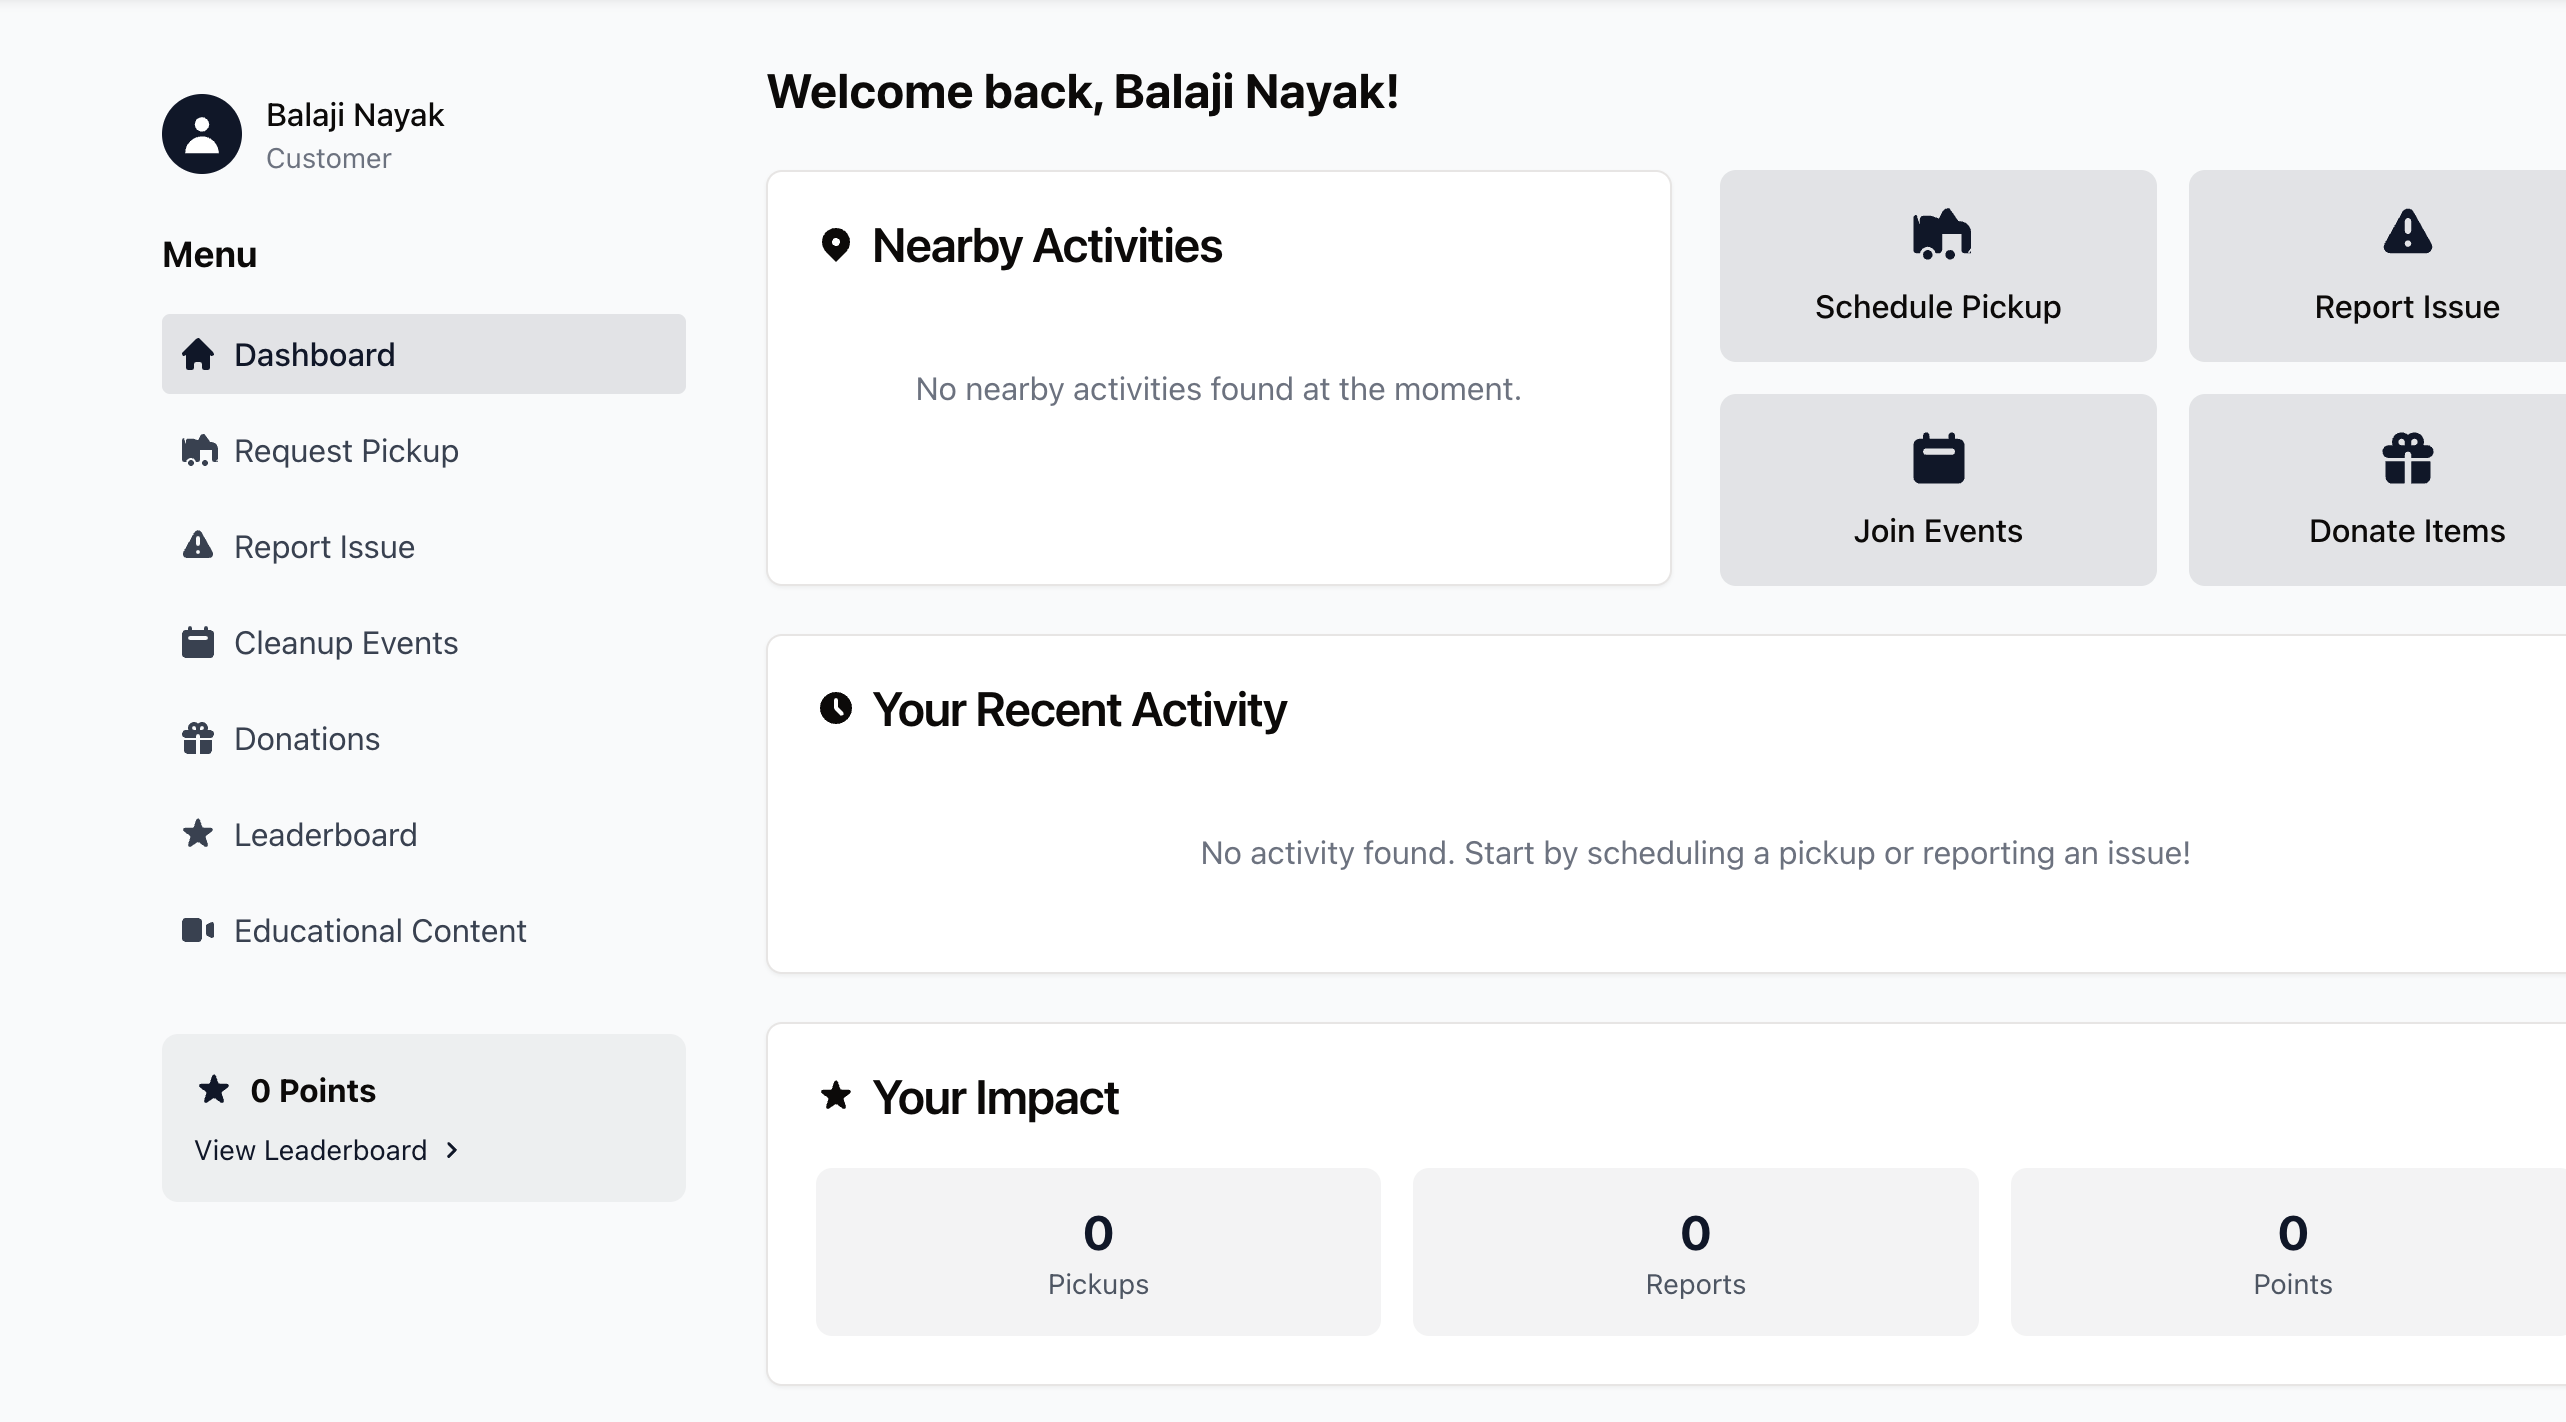 Balaji Nayak
Customer
Menu
Dashboard
Request Pickup
Report Issue
Cleanup Events
Donations
Leaderboard
Educational Content
0 Points
View Leaderboard
Welcome back, Balaji Nayak!
Nearby Activities
No nearby activities found at the moment.
Schedule Pickup
Report Issue
Join Events
Donate Items
Your Recent Activity
No activity found. Start by scheduling a pickup or reporting an issue!
Your Impact
0
Pickups
0
Reports
0
Points